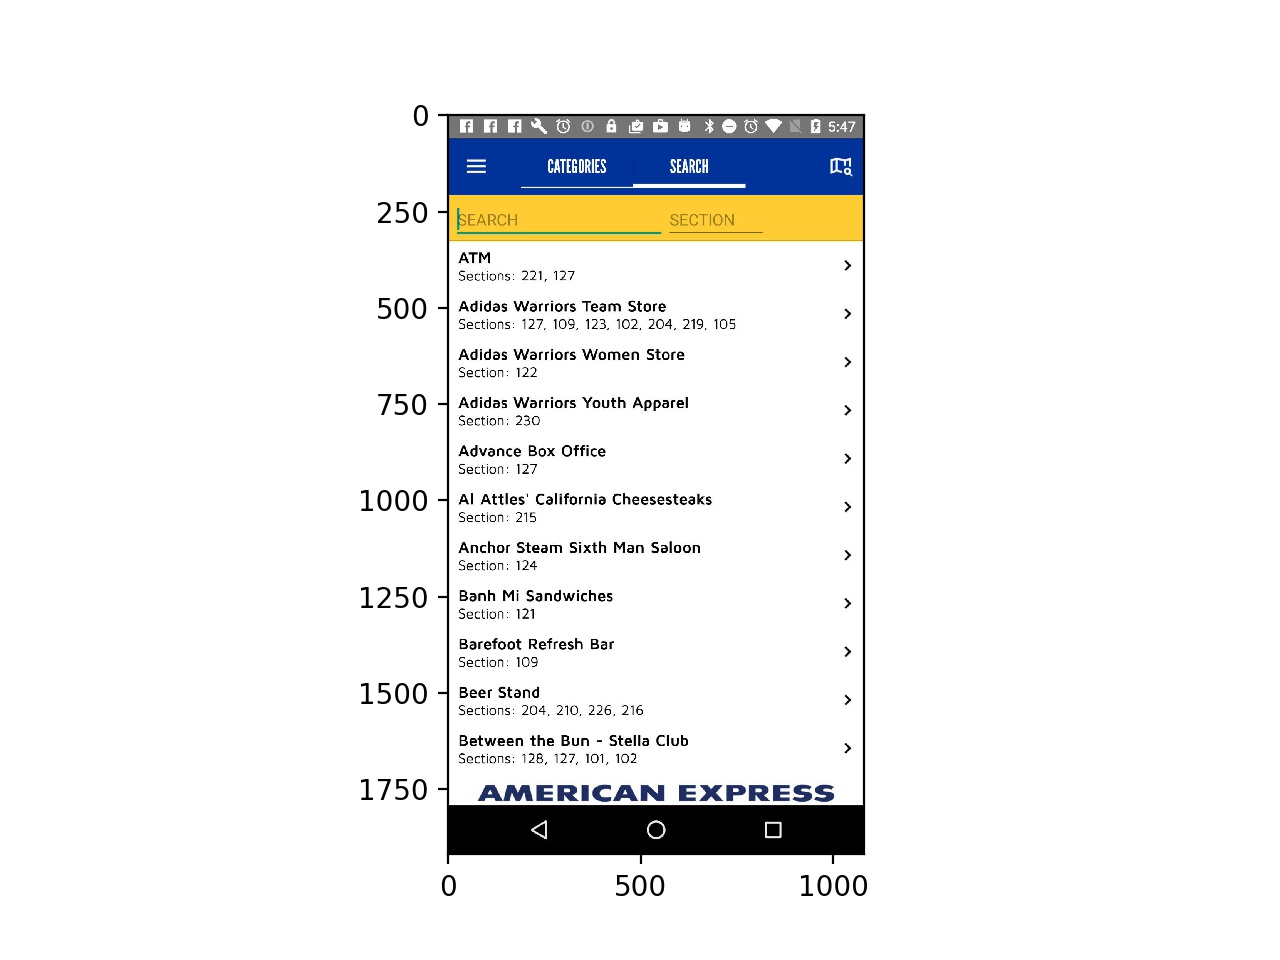 0
250
500
750
1000
1250
1500
1750
0
500
1000
5:47
CATEGORIES
SEARCH
SEARCH
SECTION
ATM
Sections: 221, 127
Adidas Warriors Team Store
Sections: 127, 109, 123, 102, 204, 219, 105
Adidas Warriors Women Store
Section: 122
Adidas Warriors Youth Apparel
Section: 230
Advance Box Office
Section: 127
Al Attles' California Cheesesteaks
Section: 215
Anchor Steam Sixth Man Saloon
Section: 124
Banh Mi Sandwiches
Section: 121
Barefoot Refresh Bar
Section: 109
Beer Stand
Sections: 204, 210, 226, 216
Between the Bun - Stella Club
Sections: 128, 127, 101, 102
AMERICAN EXPRESS